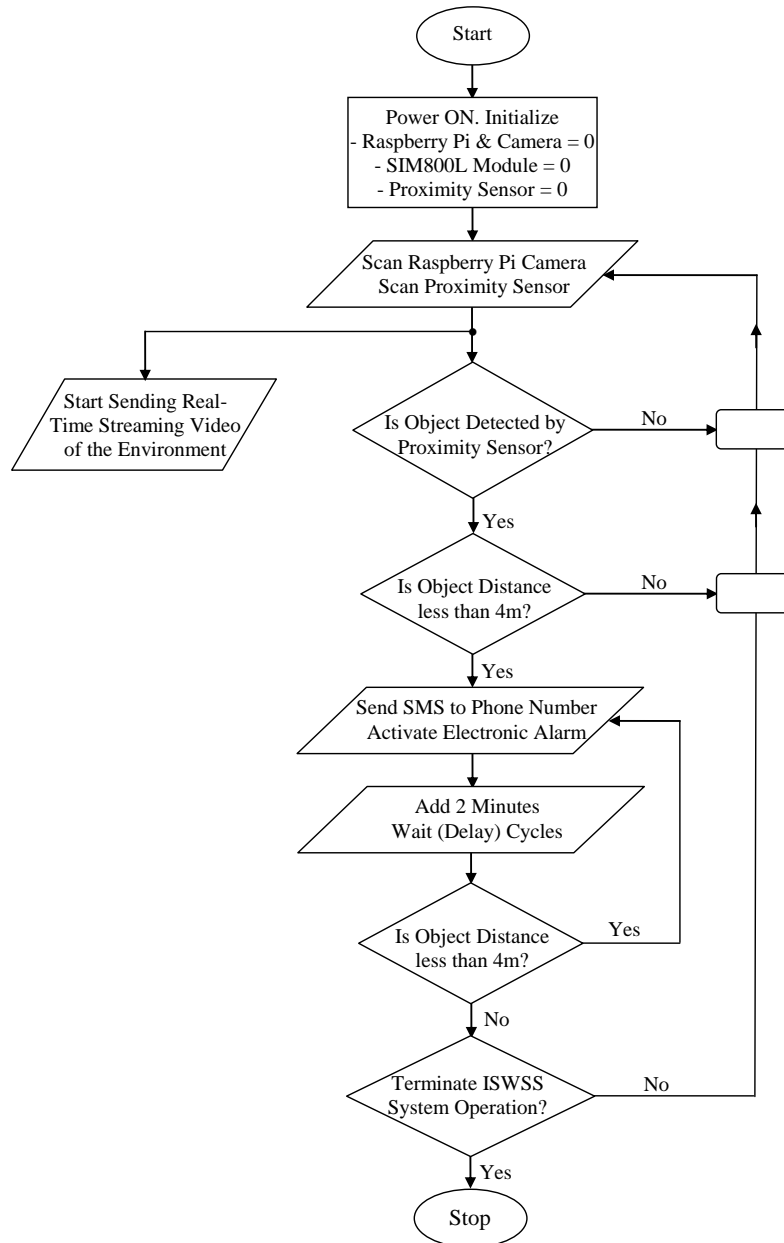 Start
Power ON. Initialize
- Raspberry Pi & Camera = 0
- SIM800L Module = 0
- Proximity Sensor = 0
Scan Raspberry Pi Camera
Scan Proximity Sensor
Start Sending Real-
Time Streaming Video
of the Environment
Is Object Detected by
Proximity Sensor?
No
Yes
Is Object Distance
less than 4m?
No
Yes
Send SMS to Phone Number
Activate Electronic Alarm
Add 2 Minutes
Wait (Delay) Cycles
Is Object Distance
less than 4m?
Yes
No
Terminate ISWSS
System Operation?
No
Yes
Stop